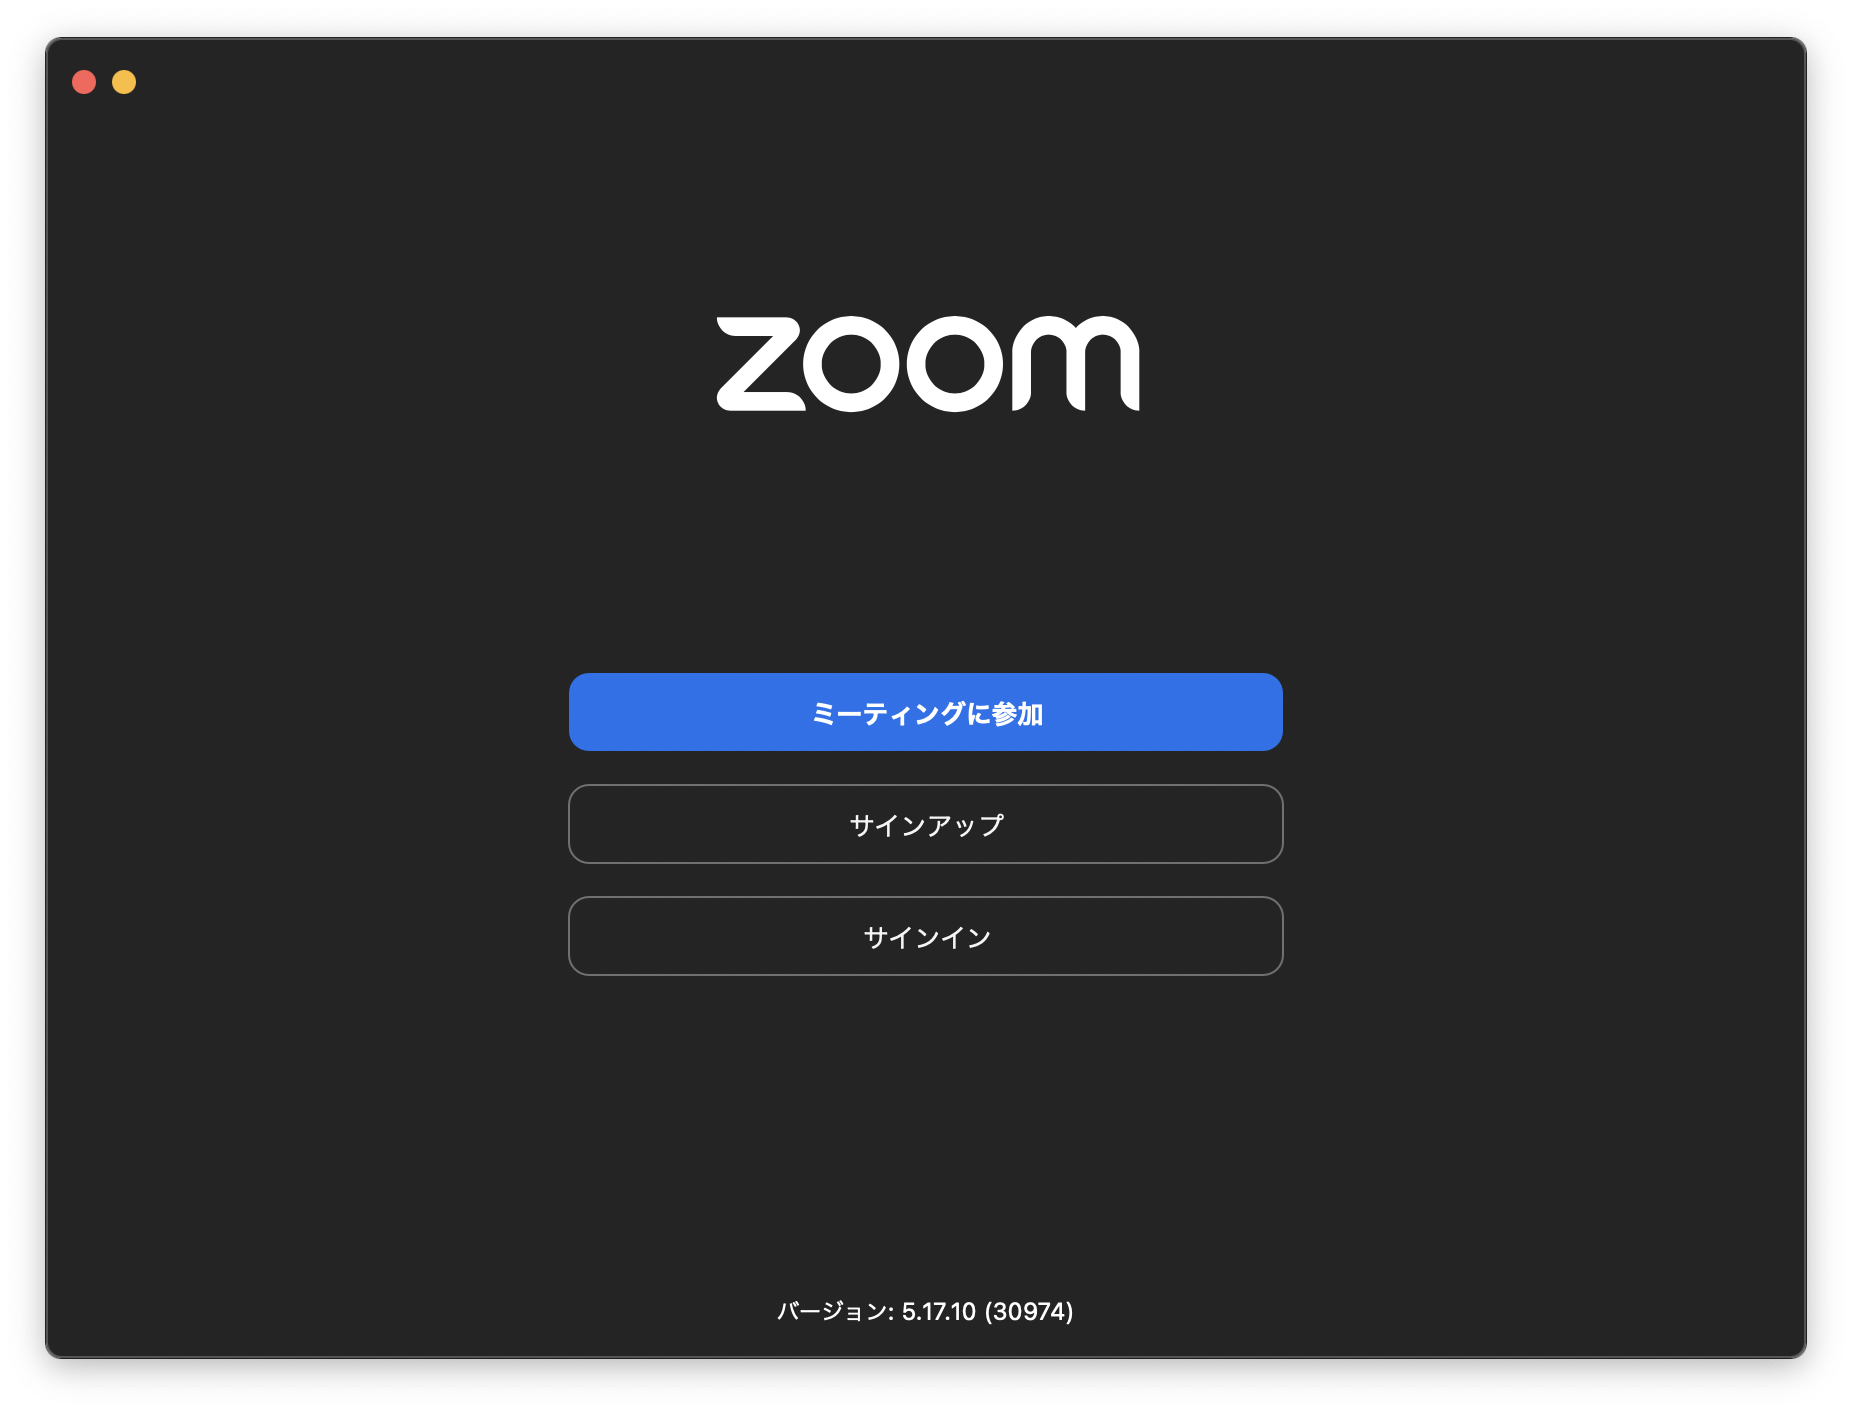 zoom
ミーティングに参加
サインアップ
サインイン
バージョン: 5.17.10 (30974)